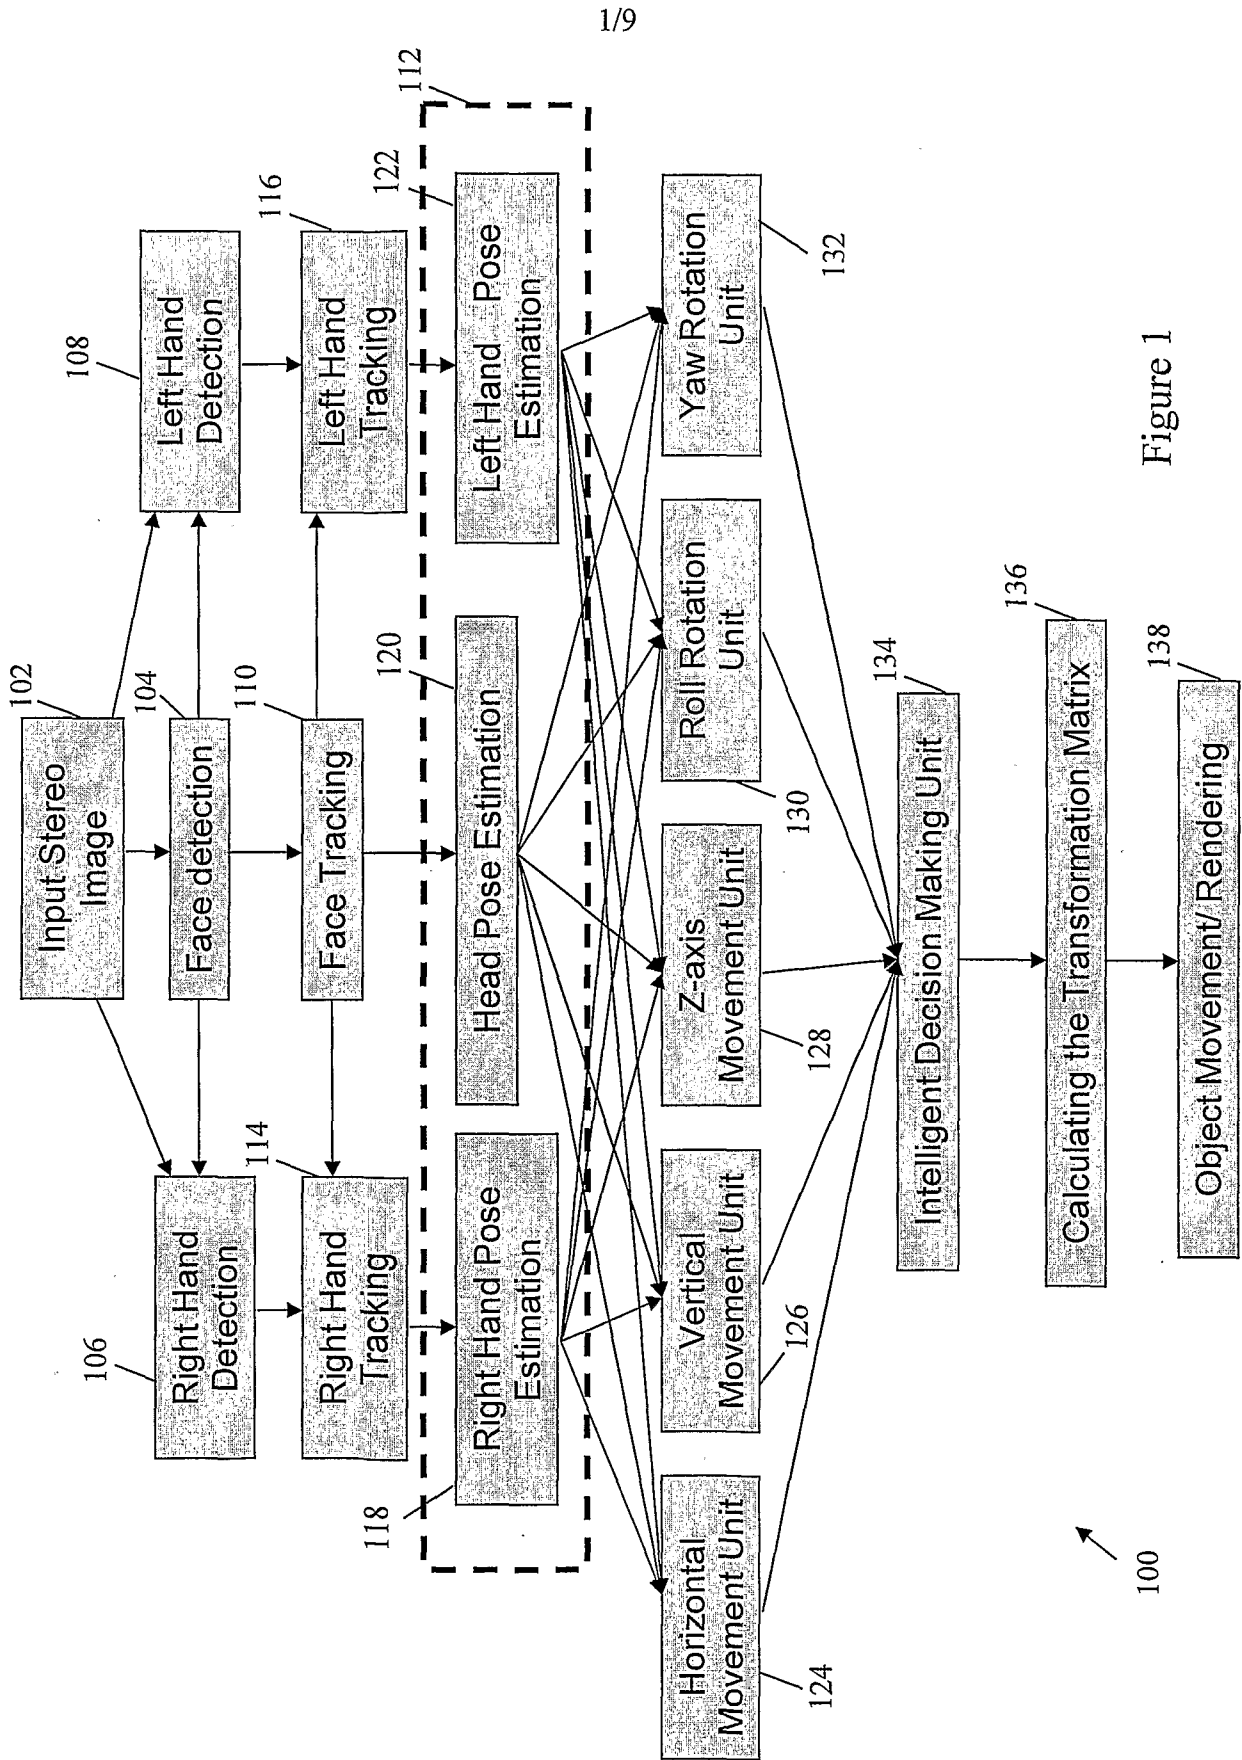 1/9
Input Stereo
Image
102
Face detection
104
Right Hand
Detection
106
Left Hand
Detection
108
Face Tracking
110
Right Hand
Tracking
114
Left Hand
Tracking
116
112
Right Hand Pose
Estimation
118
Head Pose Estimation
120
Left Hand Pose
Estimation
122
Horizontal
Movement Unit
124
Vertical
Movement Unit
126
Z-axis
Movement Unit
128
Roll Rotation
Unit
130
Yaw Rotation
Unit
132
Intelligent Decision Making Unit
134
Calculating the Transformation Matrix
136
Object Movement/ Rendering
138
100
Figure 1